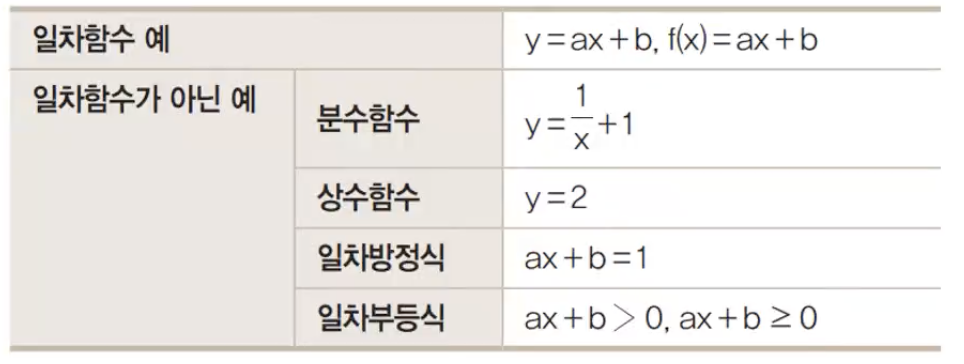 일차함수 예 y=ax+b, f(x)=ax+b
일차함수가 아닌 예 분수함수 y=1/x+1
상수함수 y=2
일차방정식 ax+b=1
일차부등식 ax+b>0, ax+b≥0